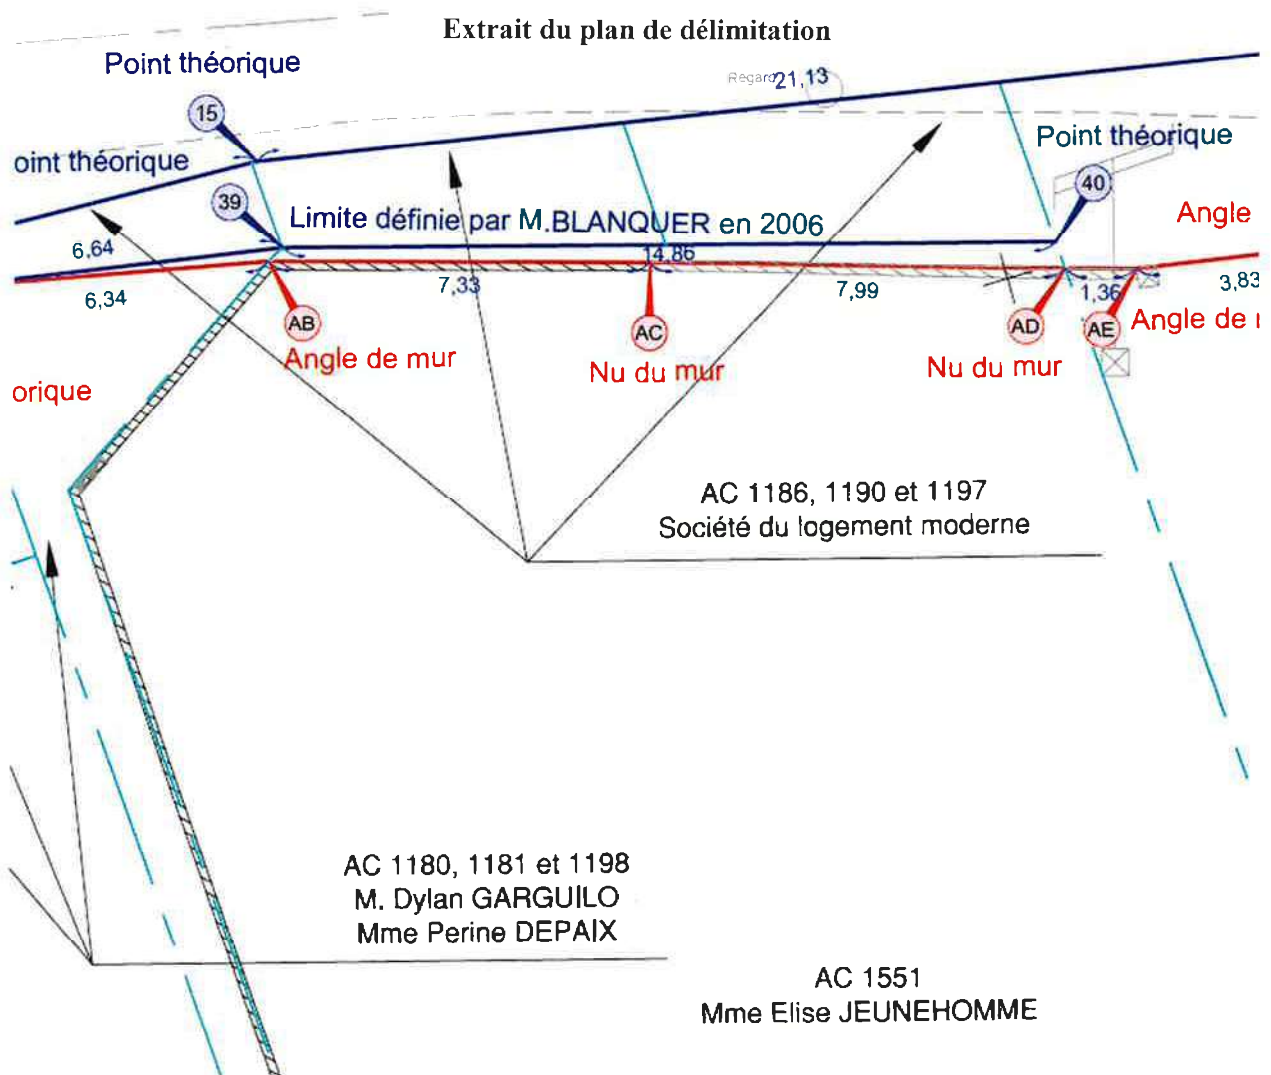 Extrait du plan de délimitation
Point théorique
Regard
21,13
15
Point théorique
oint théorique
40
39
Limite définie par M.BLANQUER en 2006
Angle
6,64
14,86
6,34
7,33
7,99
1,36
3,83
AB
AC
AD
AE
Angle de
Angle de mur
Nu du mur
Nu du mur
orique
AC 1186, 1190 et 1197
Société du logement moderne
AC 1180, 1181 et 1198
M. Dylan GARGUILO
Mme Perine DEPAIX
AC 1551
Mme Elise JEUNEHOMME